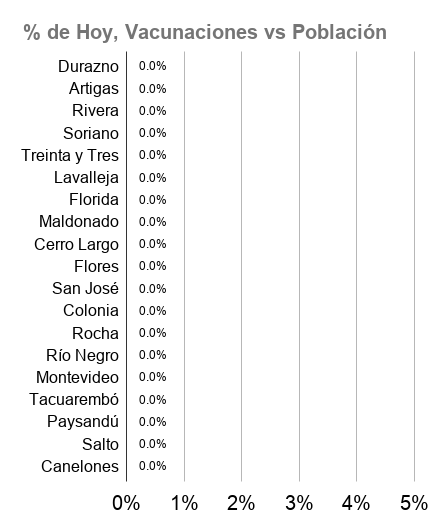 % de Hoy, Vacunaciones vs Población
Durazno 0.0%
Artigas 0.0%
Rivera 0.0%
Soriano 0.0%
Treinta y Tres 0.0%
Lavalleja 0.0%
Florida 0.0%
Maldonado 0.0%
Cerro Largo 0.0%
Flores 0.0%
San José 0.0%
Colonia 0.0%
Rocha 0.0%
Río Negro 0.0%
Montevideo 0.0%
Tacuarembó 0.0%
Paysandú 0.0%
Salto 0.0%
Canelones 0.0%
0% 1% 2% 3% 4% 5%